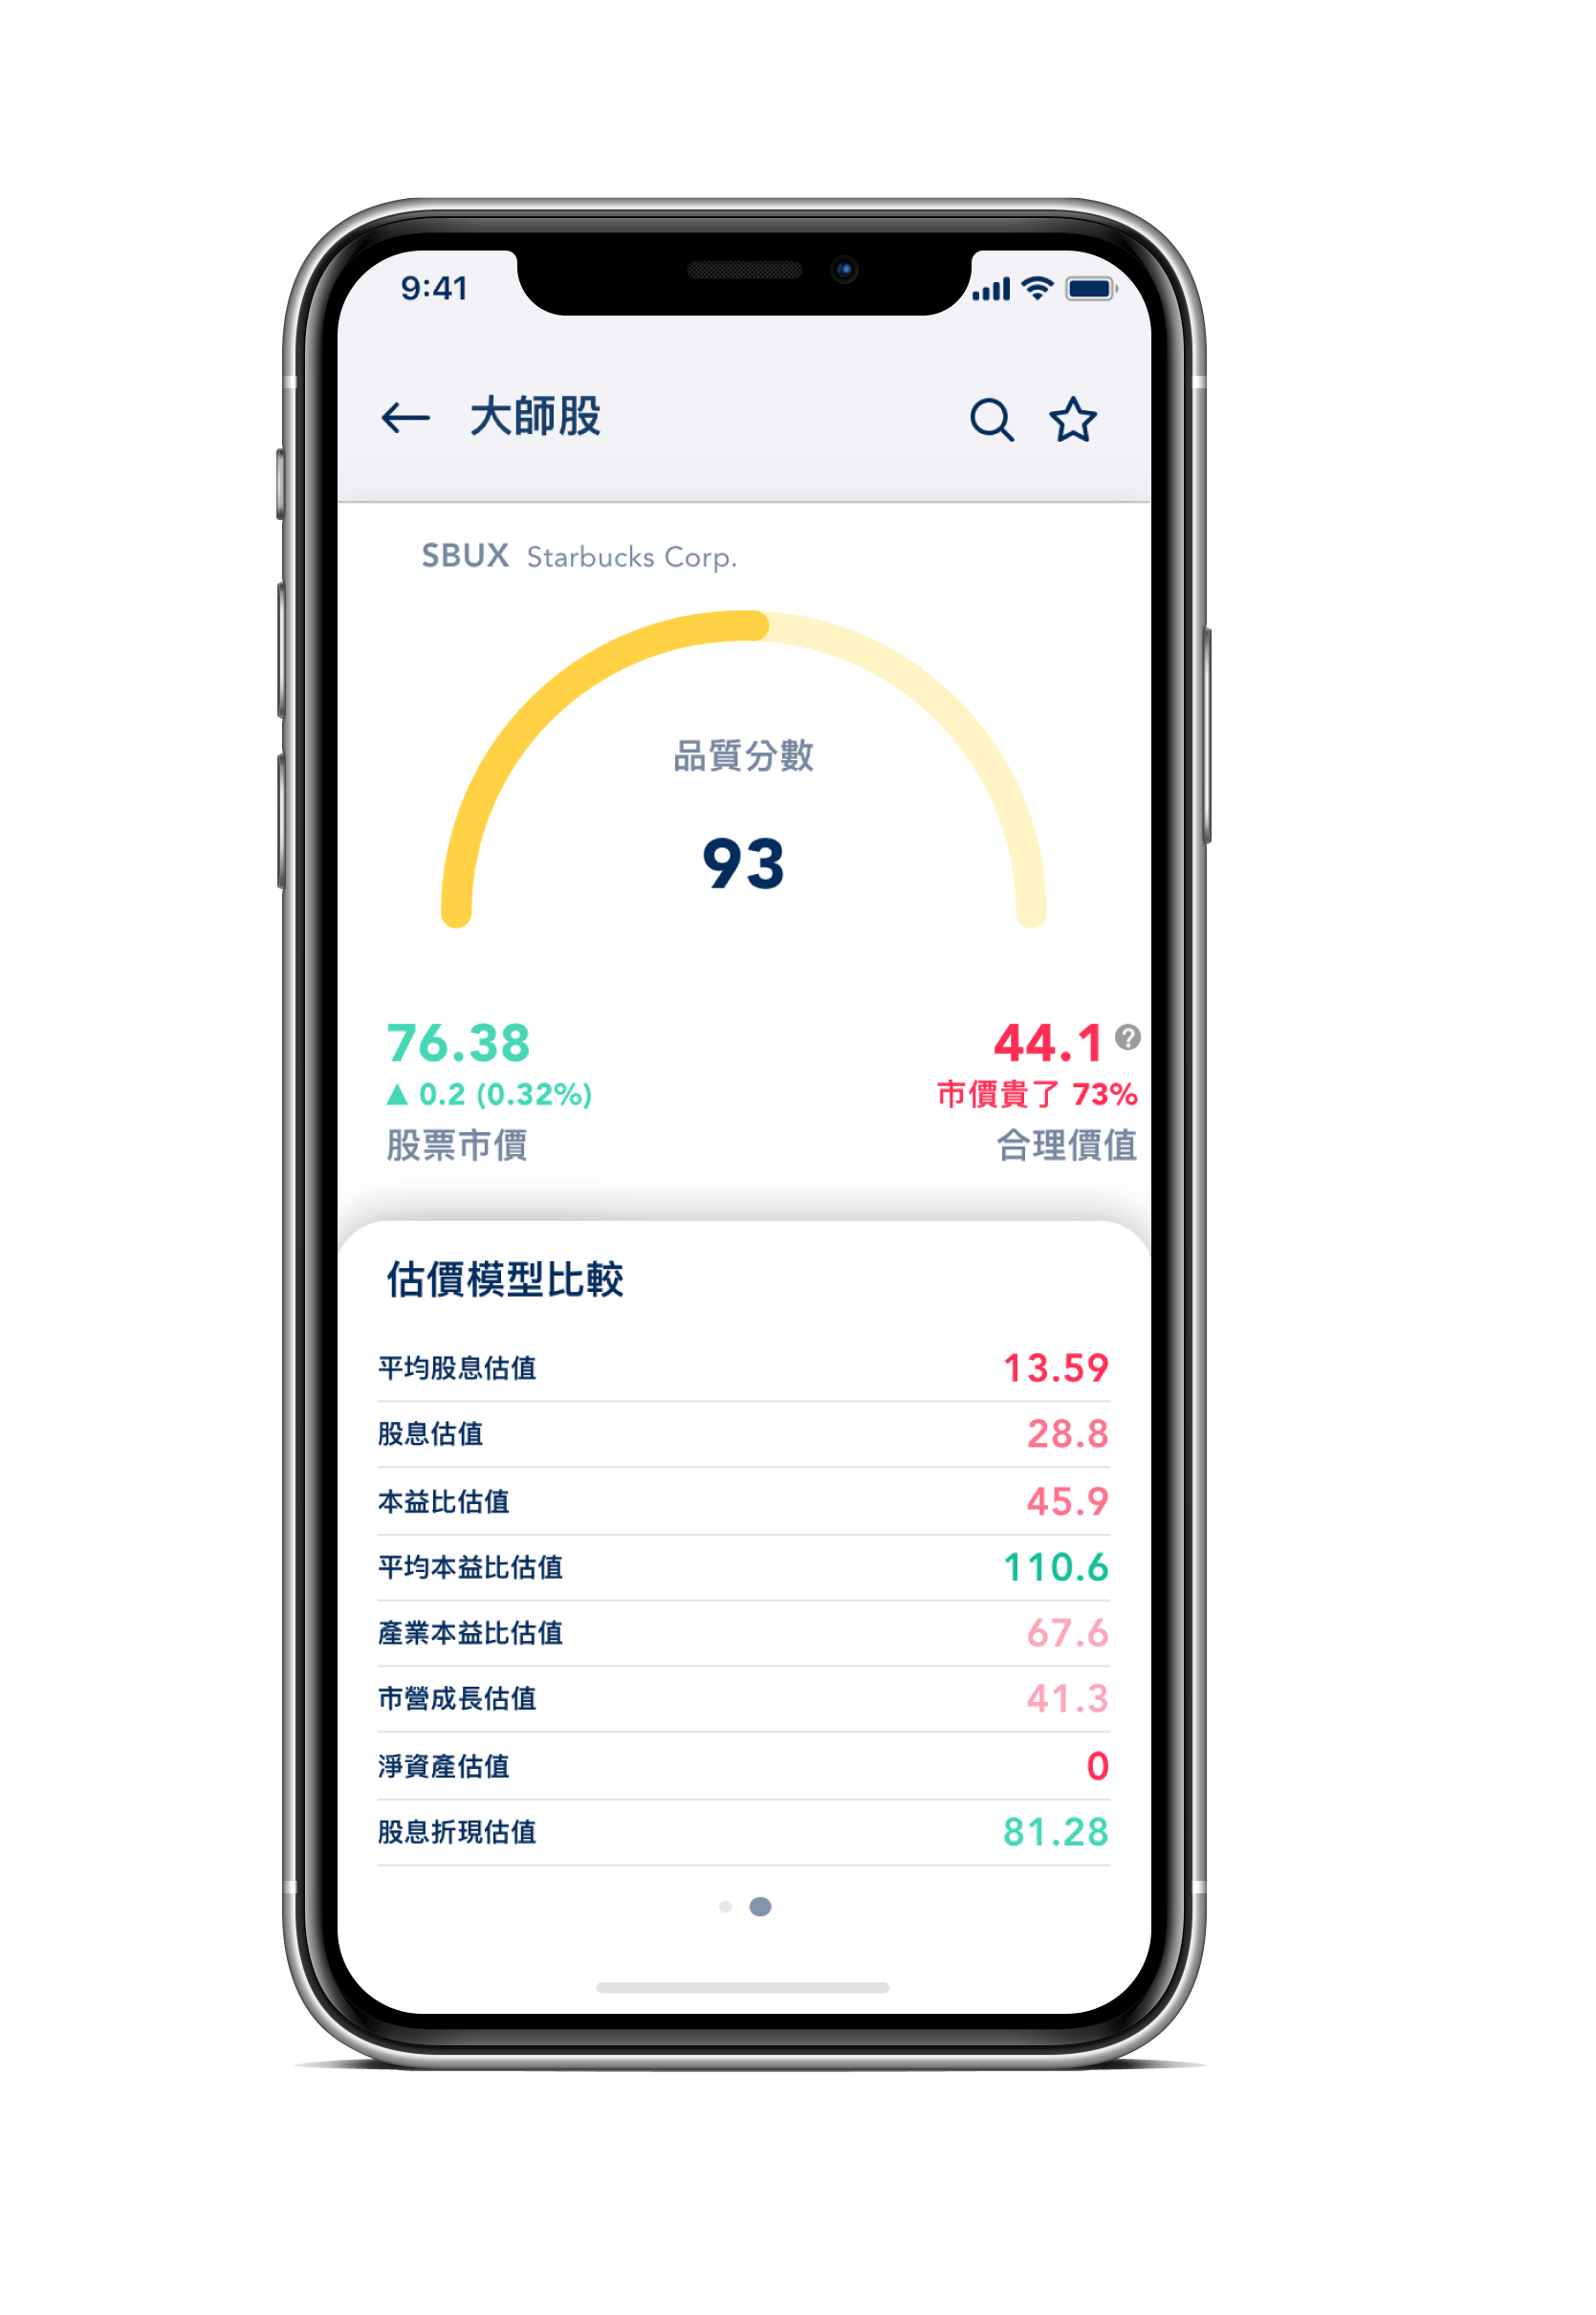 9:41
大師股
SBUX Starbucks Corp.
品質分數
93
76.38
▲ 0.2 (0.32%)
股票市價
44.1 ?
市價貴了 73%
合理價值
估價模型比較
平均股息估值 13.59
股息估值 28.8
本益比估值 45.9
平均本益比估值 110.6
產業本益比估值 67.6
市營成長估值 41.3
淨資產估值 0
股息折現估值 81.28